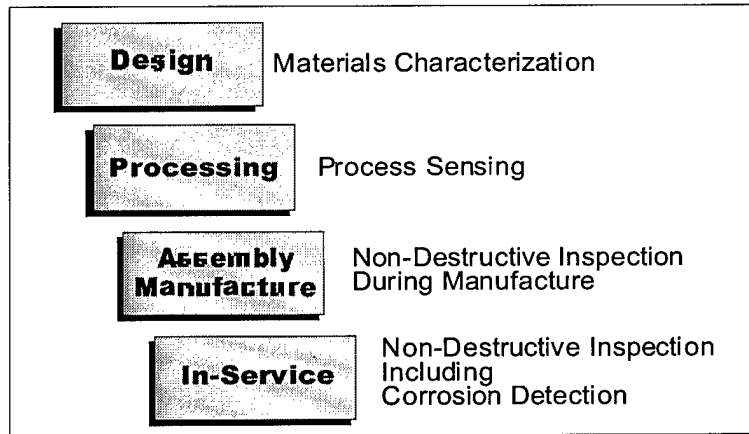 Design
Materials Characterization
Processing
Process Sensing
Assembly
Manufacture
Non-Destructive Inspection
During Manufacture
In-Service
Non-Destructive Inspection
Including
Corrosion Detection